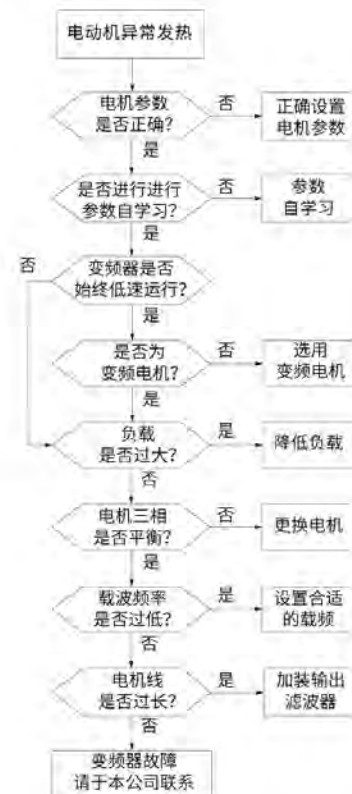 电动机异常发热
电机参数
是否正确？
否
正确设置
电机参数
是
是否进行进行
参数自学习？
否
参数
自学习
是
否
变频器是否
始终低速运行？
是
是否为
变频电机？
否
选用
变频电机
是
负载
是否过大？
是
降低负载
否
电机三相
是否平衡？
否
更换电机
是
载波频率
是否过低？
是
设置合适
的载频
否
电机线
是否过长？
是
加装输出
滤波器
否
变频器故障
请于本公司联系